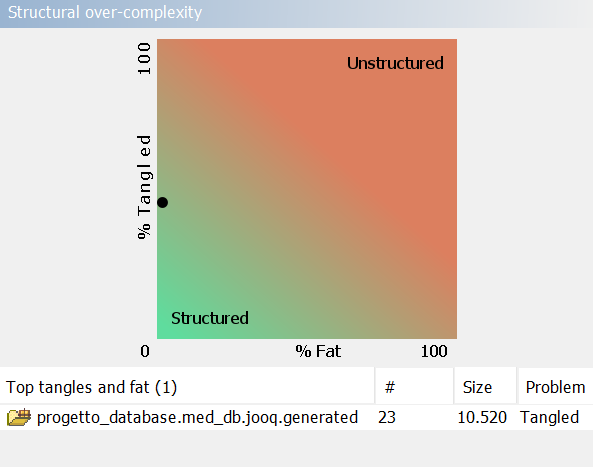 Structural over-complexity
100
Unstructured
% Tangled
Structured
0 % Fat 100
Top tangles and fat (1) # Size Problem
progetto_database.med_db.jooq.generated 23 10.520 Tangled